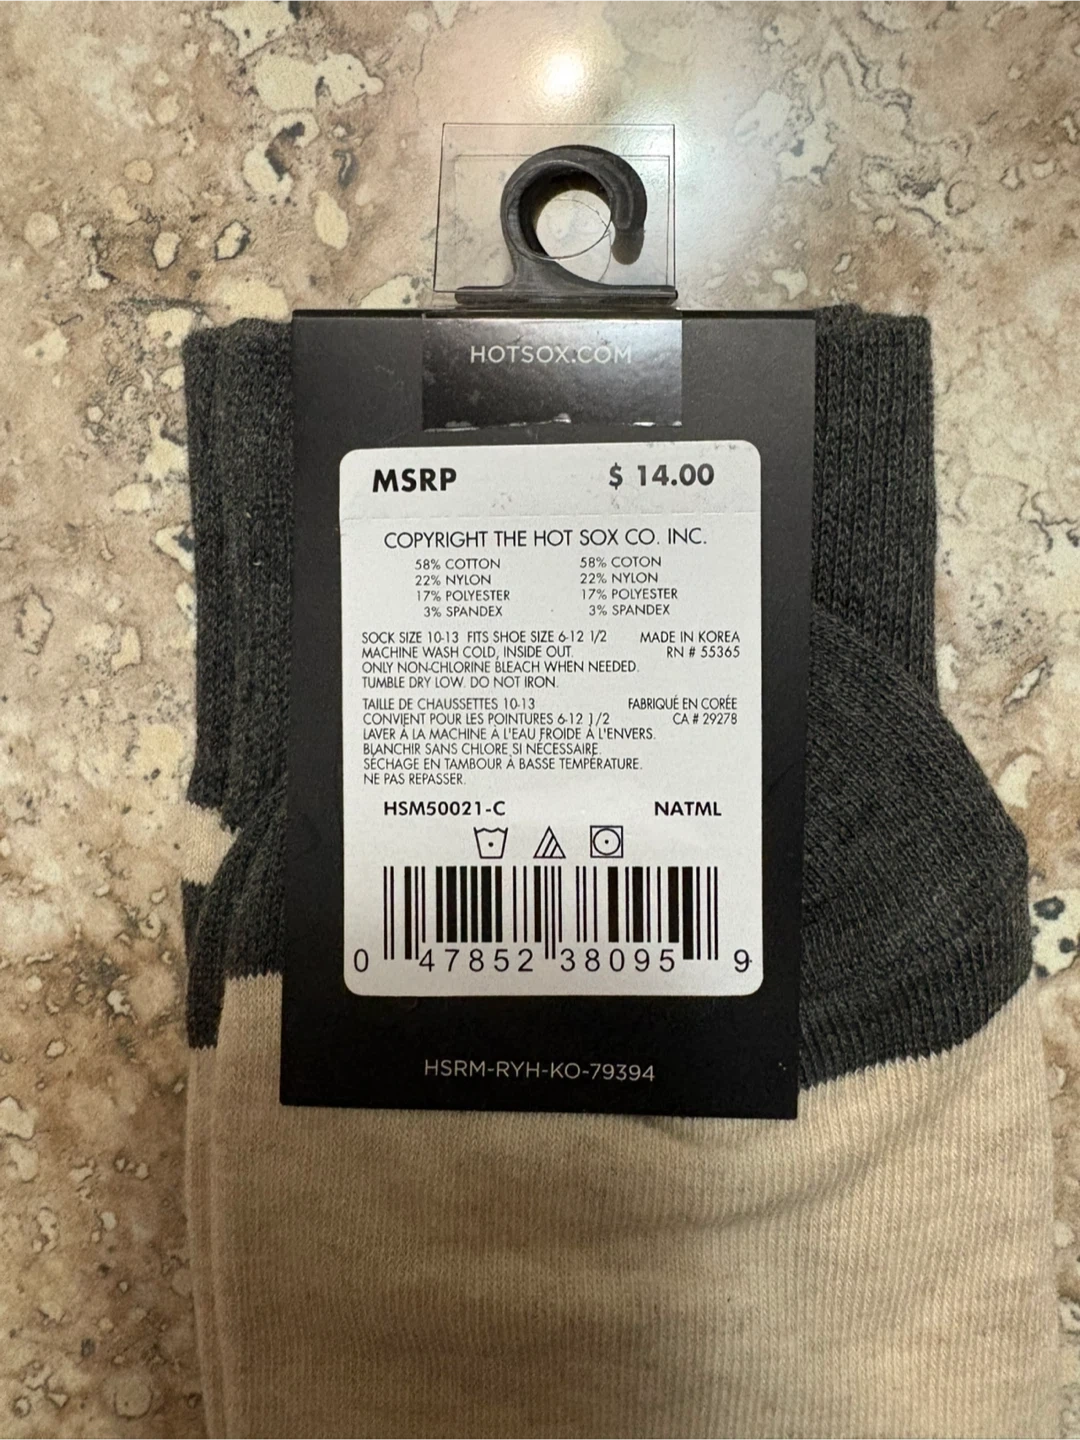 HOTSOX.COM
MSRP $ 14.00
COPYRIGHT THE HOT SOX CO. INC.
58% COTTON 58% COTON
22% NYLON 22% NYLON
17% POLYESTER 17% POLYESTER
3% SPANDEX 3% SPANDEX
SOCK SIZE 10-13 FITS SHOE SIZE 6-12 1/2 MADE IN KOREA
MACHINE WASH COLD, INSIDE OUT. RN # 55365
ONLY NON-CHLORINE BLEACH WHEN NEEDED.
TUMBLE DRY LOW. DO NOT IRON.
TAILLE DE CHAUSSETTES 10-13 FABRIQUÉ EN CORÉE
CONVIENT POUR LES POINTURES 6-12 1/2 CA # 29278
LAVER À LA MACHINE À L'EAU FROIDE À L'ENVERS.
BLANCHIR SANS CHLORE SI NÉCESSAIRE.
SÉCHAGE EN TAMBOUR À BASSE TEMPÉRATURE.
NE PAS REPASSER.
HSM50021-C NATML
0 47852 38095 9
HSRM-RYH-KO-79394